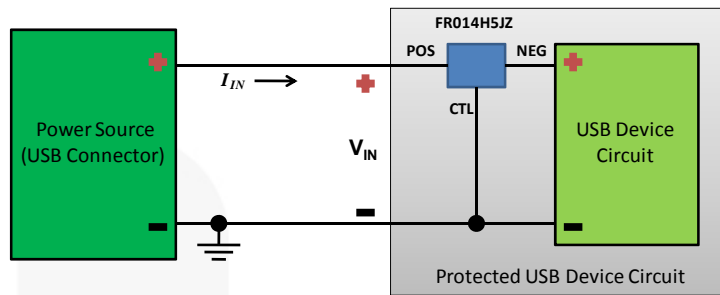 FR014H5JZ
POS
NEG
+
+
I_IN
+
CTL
Power Source
(USB Connector)
V_IN
USB Device
Circuit
−
−
−
Protected USB Device Circuit